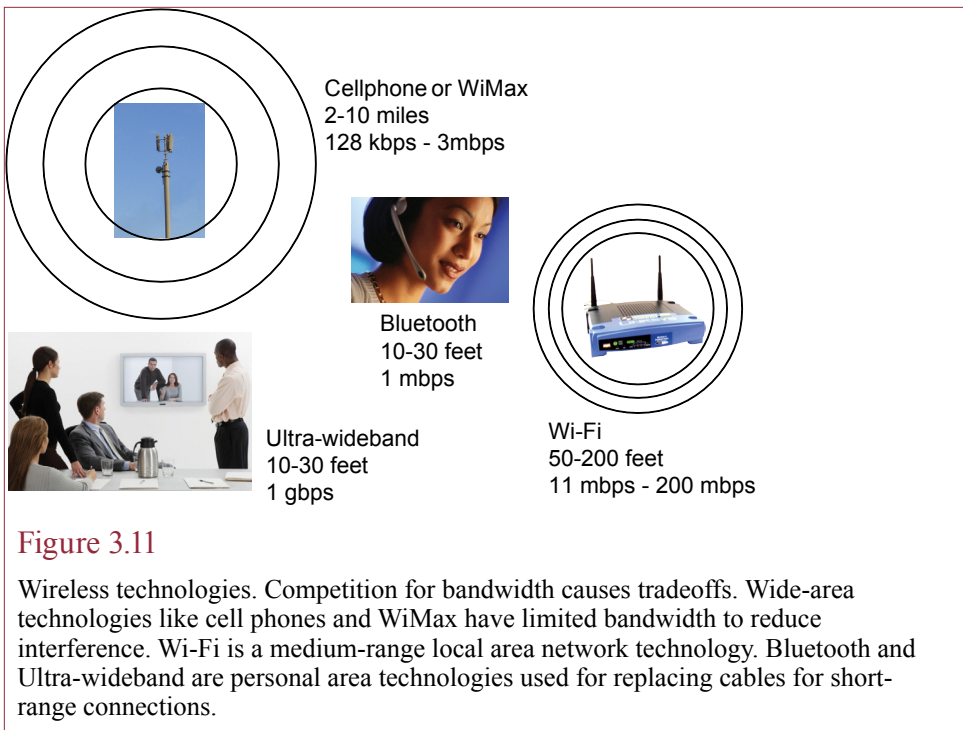 Cellphone or WiMax
2-10 miles
128 kbps - 3mbps
Bluetooth
10-30 feet
1 mbps
Ultra-wideband
10-30 feet
1 gbps
Wi-Fi
50-200 feet
11 mbps - 200 mbps
Figure 3.11
Wireless technologies. Competition for bandwidth causes tradeoffs. Wide-area
technologies like cell phones and WiMax have limited bandwidth to reduce
interference. Wi-Fi is a medium-range local area network technology. Bluetooth and
Ultra-wideband are personal area technologies used for replacing cables for short-
range connections.